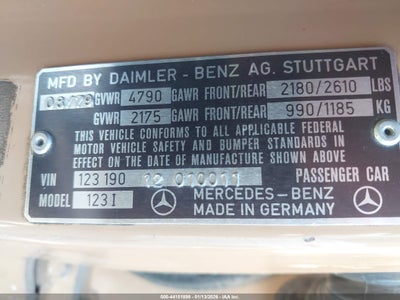 MFD BY DAIMLER - BENZ AG. STUTTGART
08/79 GVWR 4790 GAWR FRONT/REAR 2180/2610 LBS
GVWR 2175 GAWR FRONT/REAR 990/1185 KG
THIS VEHICLE CONFORMS TO ALL APPLICABLE FEDERAL
MOTOR VEHICLE SAFETY AND BUMPER STANDARDS IN
EFFECT ON THE DATE OF MANUFACTURE SHOWN ABOVE
VIN 123 190 12 010011 PASSENGER CAR
MODEL 123 I MERCEDES-BENZ
MADE IN GERMANY